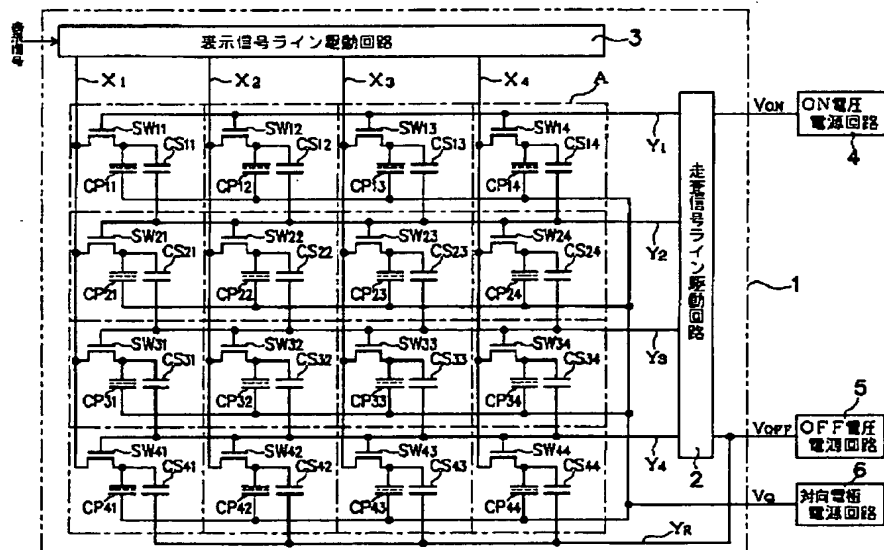 表示信号ライン駆動回路
3
X1 X2 X3 X4 A
SW11 SW12 SW13 SW14
CS11 CS12 CS13 CS14
CP11 CP12 CP13 CP14
Y1
VON
ON電圧
電源回路
4
SW21 SW22 SW23 SW24
CS21 CS22 CS23 CS24
CP21 CP22 CP23 CP24
Y2
走査信号ライン駆動回路
2
1
SW31 SW32 SW33 SW34
CS31 CS32 CS33 CS34
CP31 CP32 CP33 CP34
Y3
SW41 SW42 SW43 SW44
CS41 CS42 CS43 CS44
CP41 CP42 CP43 CP44
Y4
VOFF
5
OFF電圧
電源回路
6
対向電極
電源回路
YR